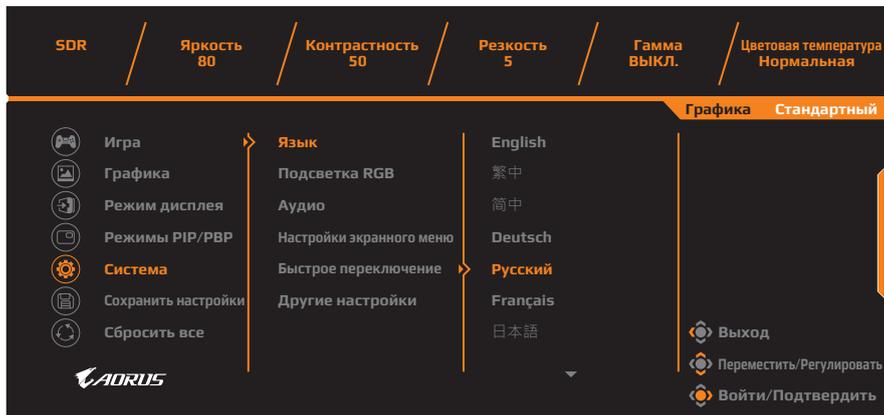 SDR
Яркость
80
Контрастность
50
Резкость
5
Гамма
ВЫКЛ.
Цветовая температура
Нормальная
Графика Стандартный
Игра
Графика
Режим дисплея
Режимы PIP/PBP
Система
Сохранить настройки
Сбросить все
Язык
Подсветка RGB
Аудио
Настройки экранного меню
Быстрое переключение
Другие настройки
English
繁中
简中
Deutsch
Русский
Français
日本語
Выход
Переместить/Регулировать
Войти/Подтвердить
AORUS